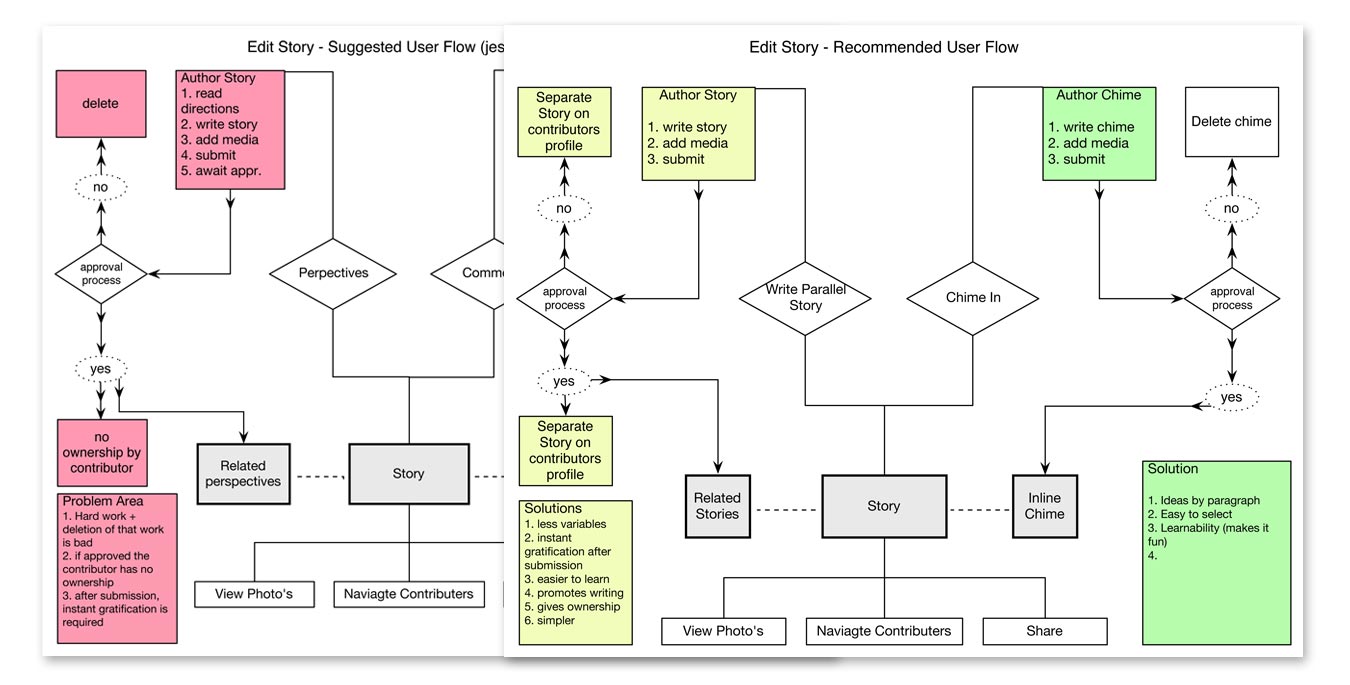 Edit Story - Suggested User Flow (jes
delete
Author Story
1. read
directions
2. write story
3. add media
4. submit
5. await appr.
no
approval
process
Perpectives
Comme
yes
no
ownership by
contributor
Related
perspectives
Story
Problem Area
1. Hard work +
deletion of that work
is bad
2. if approved the
contributor has no
ownership
3. after submission,
instant gratification is
required
View Photo's
Naviagte Contributers
Edit Story - Recommended User Flow
Separate
Story on
contributors
profile
Author Story
1. write story
2. add media
3. submit
Author Chime
1. write chime
2. add media
3. submit
Delete chime
no
no
approval
process
Write Parallel
Story
Chime In
approval
process
yes
yes
Separate
Story on
contributors
profile
Related
Stories
Story
Inline
Chime
Solution
1. Ideas by paragraph
2. Easy to select
3. Learnability (makes it
fun)
4.
Solutions
1. less variables
2. instant
gratification after
submission
3. easier to learn
4. promotes writing
5. gives ownership
6. simpler
View Photo's
Naviagte Contributers
Share